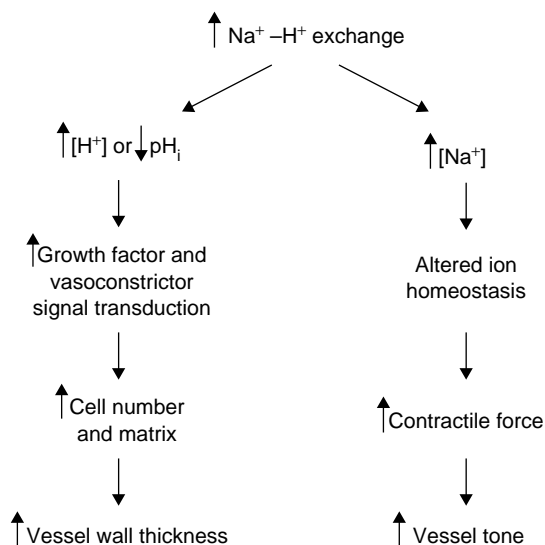 ↑ Na⁺ –H⁺ exchange
↑[H⁺] or ↓pHᵢ
↑[Na⁺]
↑Growth factor and
vasoconstrictor
signal transduction
Altered ion
homeostasis
↑Cell number
and matrix
↑Contractile force
↑Vessel wall thickness
↑ Vessel tone